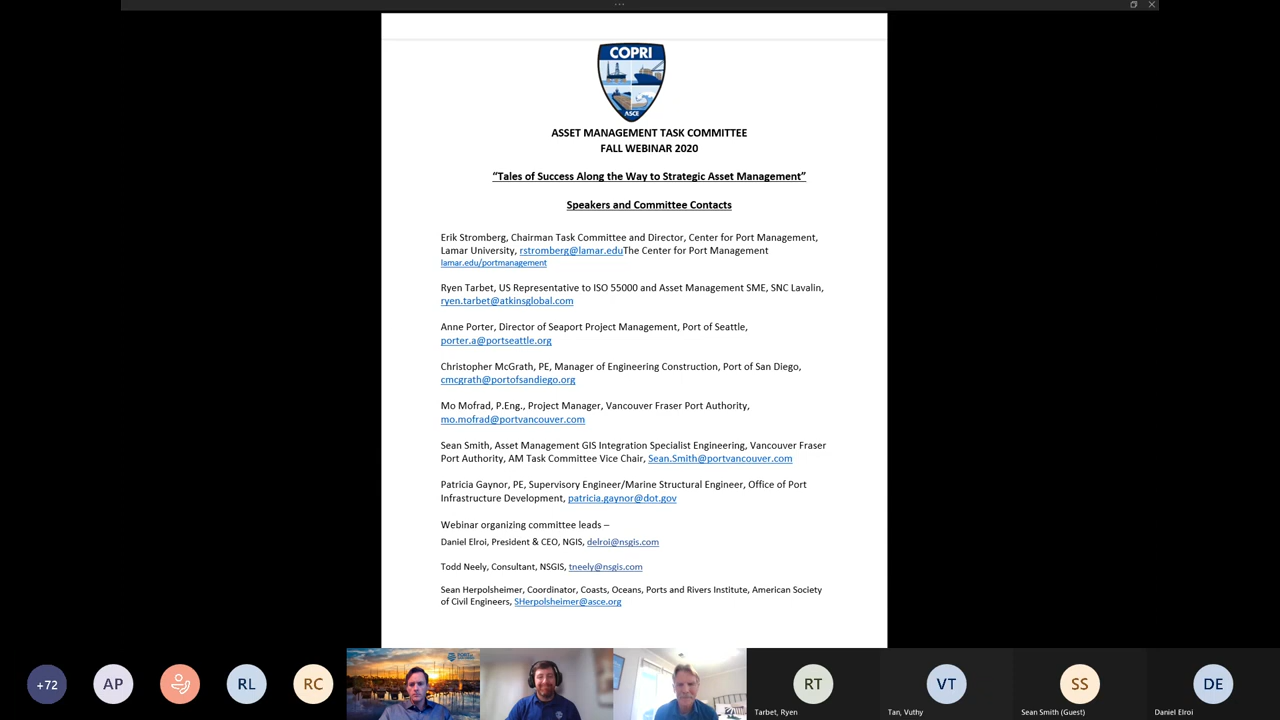 COPRI
ASCE
ASSET MANAGEMENT TASK COMMITTEE
FALL WEBINAR 2020
“Tales of Success Along the Way to Strategic Asset Management”
Speakers and Committee Contacts
Erik Stromberg, Chairman Task Committee and Director, Center for Port Management,
Lamar University, rstromberg@lamar.eduThe Center for Port Management
lamar.edu/portmanagement
Ryen Tarbet, US Representative to ISO 55000 and Asset Management SME, SNC Lavalin,
ryen.tarbet@atkinsglobal.com
Anne Porter, Director of Seaport Project Management, Port of Seattle,
porter.a@portseattle.org
Christopher McGrath, PE, Manager of Engineering Construction, Port of San Diego,
cmcgrath@portofsandiego.org
Mo Mofrad, P.Eng., Project Manager, Vancouver Fraser Port Authority,
mo.mofrad@portvancouver.com
Sean Smith, Asset Management GIS Integration Specialist Engineering, Vancouver Fraser
Port Authority, AM Task Committee Vice Chair, Sean.Smith@portvancouver.com
Patricia Gaynor, PE, Supervisory Engineer/Marine Structural Engineer, Office of Port
Infrastructure Development, patricia.gaynor@dot.gov
Webinar organizing committee leads –
Daniel Elroi, President & CEO, NGIS, delroi@nsgis.com
Todd Neely, Consultant, NSGIS, tneely@nsgis.com
Sean Herpolsheimer, Coordinator, Coasts, Oceans, Ports and Rivers Institute, American Society
of Civil Engineers, SHerpolsheimer@asce.org
+72
AP
RL
RC
PORT
RT
VT
SS
DE
Tarbet, Ryen
Tan, Vuthy
Sean Smith (Guest)
Daniel Elroi